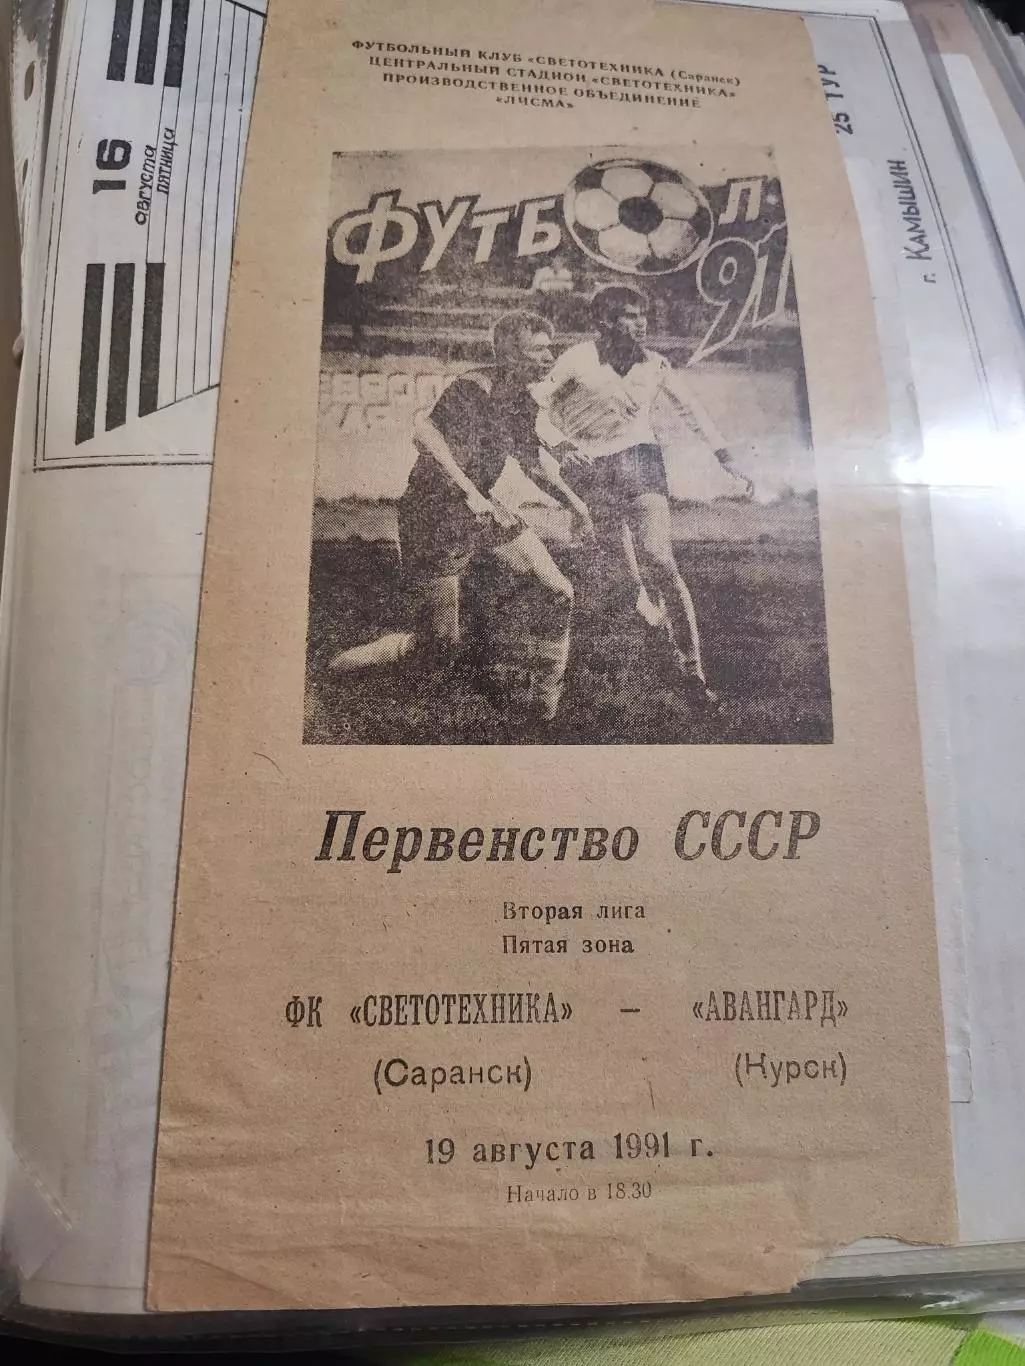 ФУТБОЛЬНЫЙ КЛУБ «СВЕТОТЕХНИКА (Саранск)
ЦЕНТРАЛЬНЫЙ СТАДИОН «СВЕТОТЕХНИКА»
ПРОИЗВОДСТВЕННОЕ ОБЪЕДИНЕНИЕ
«ЛИСМА»
ФУТБОЛ
91
Первенство СССР
Вторая лига
Пятая зона
ФК «СВЕТОТЕХНИКА» – «АВАНГАРД»
(Саранск) (Курск)
19 августа 1991 г.
Начало в 18.30
16
августа
ПЯТНИЦА
25 ТУР
г. КАМЫШИН